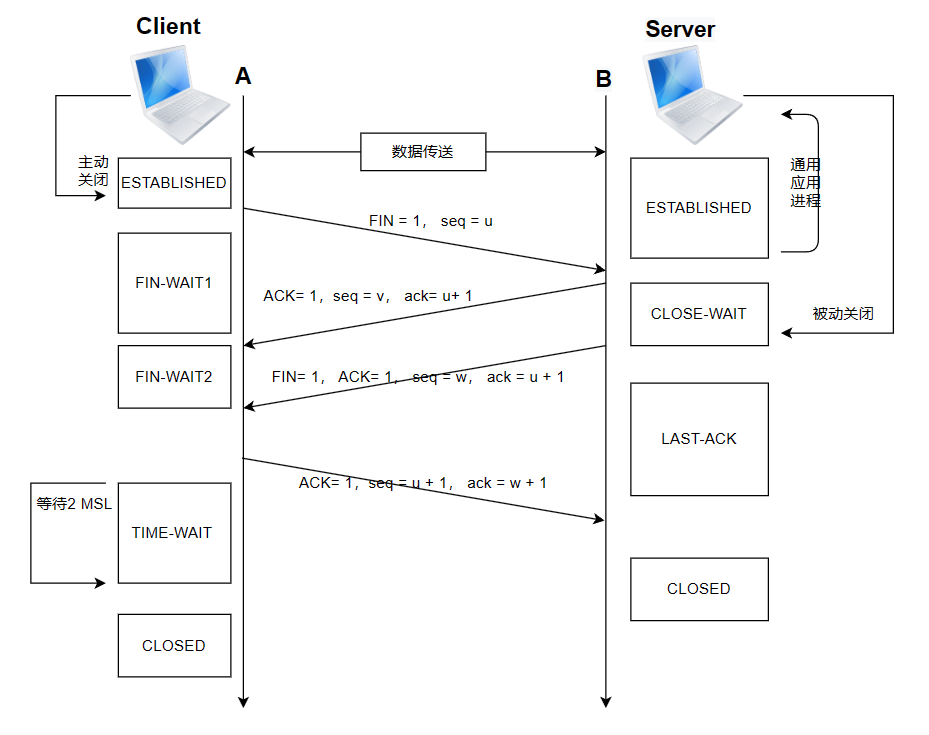 Client
Server
A
B
数据传送
主动
关闭
ESTABLISHED
通用
应用
进程
ESTABLISHED
FIN = 1， seq = u
FIN-WAIT1
ACK= 1，seq = v， ack= u+ 1
CLOSE-WAIT
被动关闭
FIN-WAIT2
FIN= 1， ACK= 1， seq = w， ack = u + 1
LAST-ACK
ACK= 1，seq = u + 1， ack = w + 1
等待2 MSL
TIME-WAIT
CLOSED
CLOSED